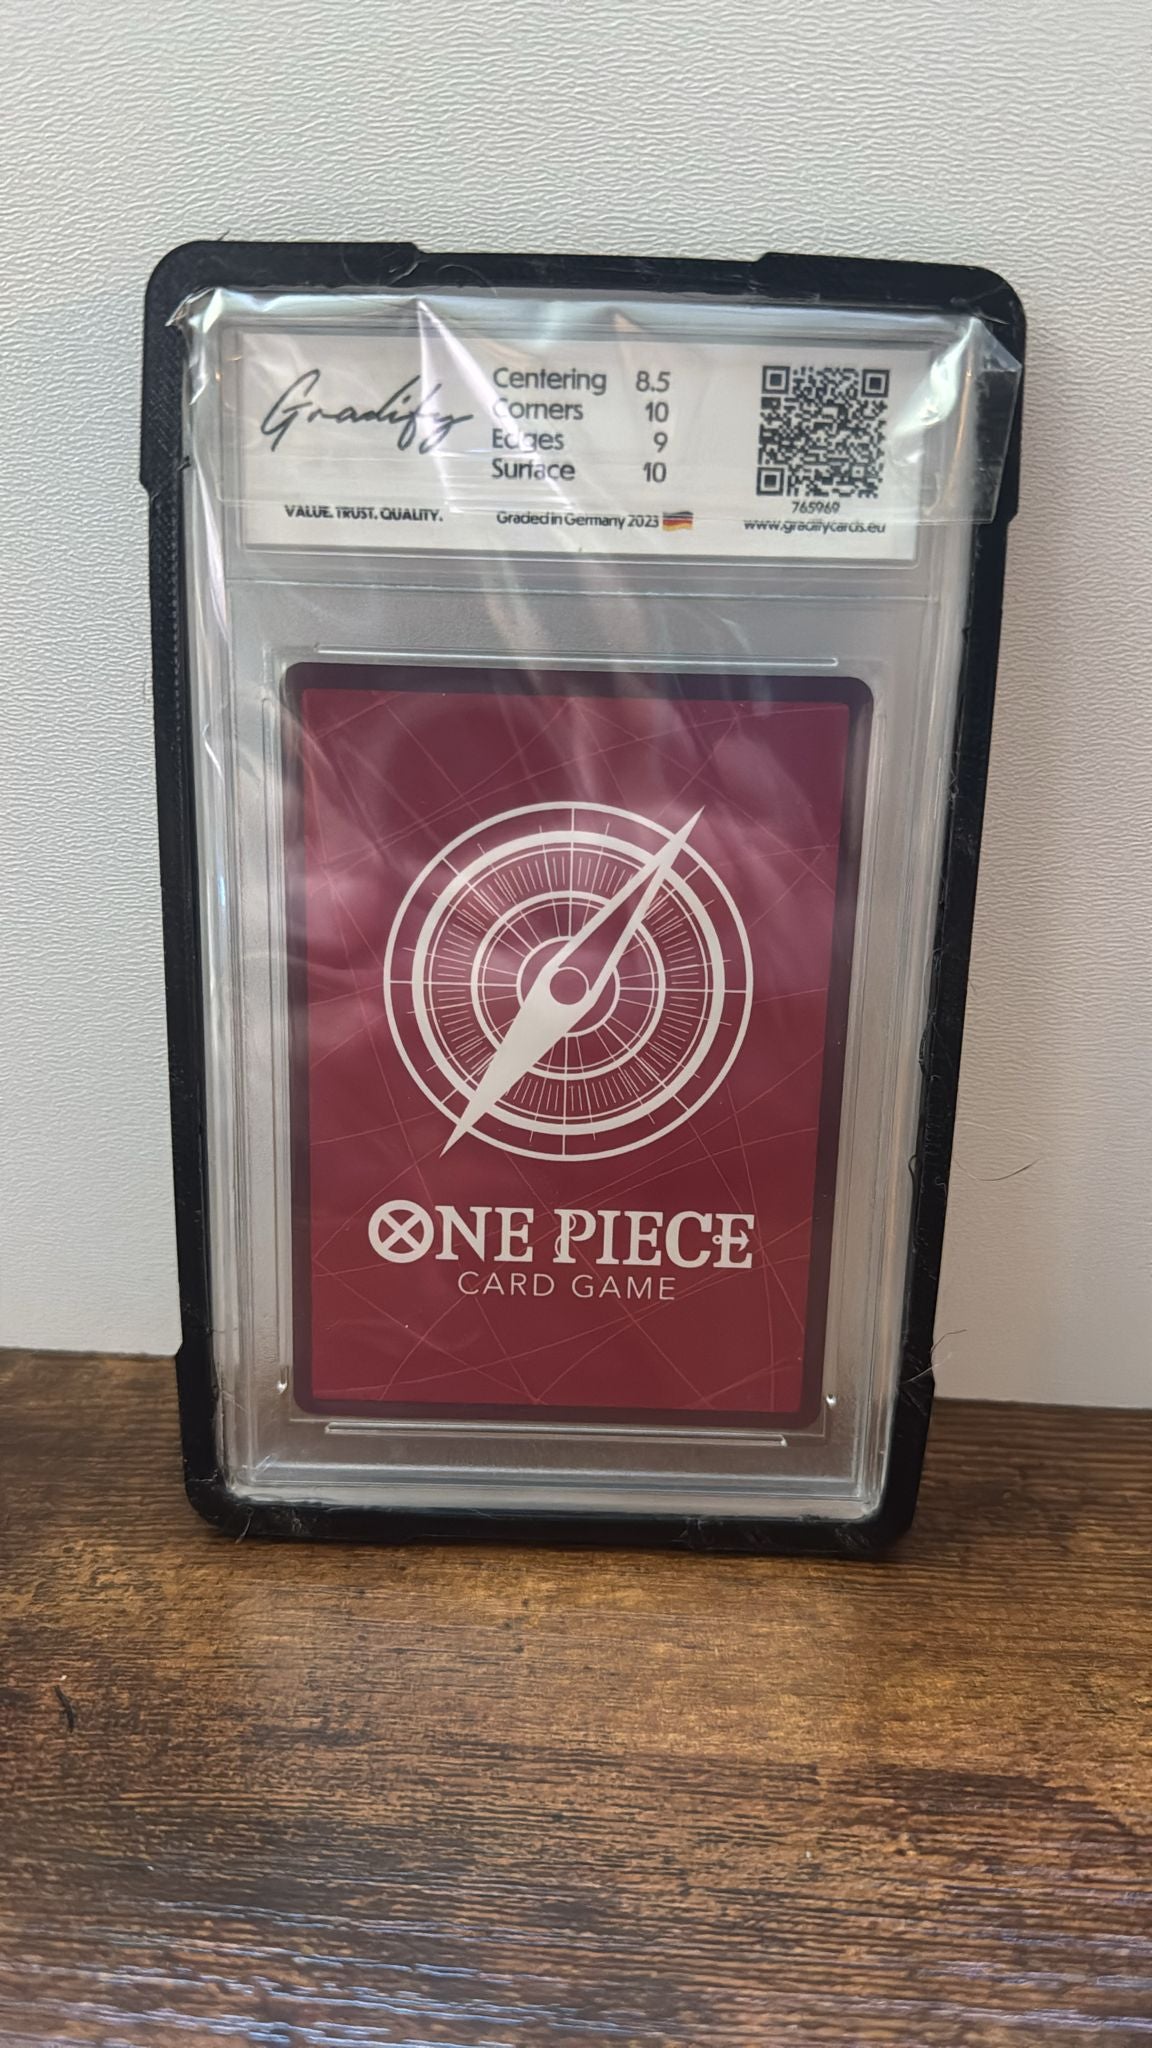 Gradify
Centering 8.5
Corners 10
Edges 9
Surface 10
VALUE. TRUST. QUALITY.
Graded in Germany 2023
765969
www.gradifycards.eu
ONE PIECE
CARD GAME